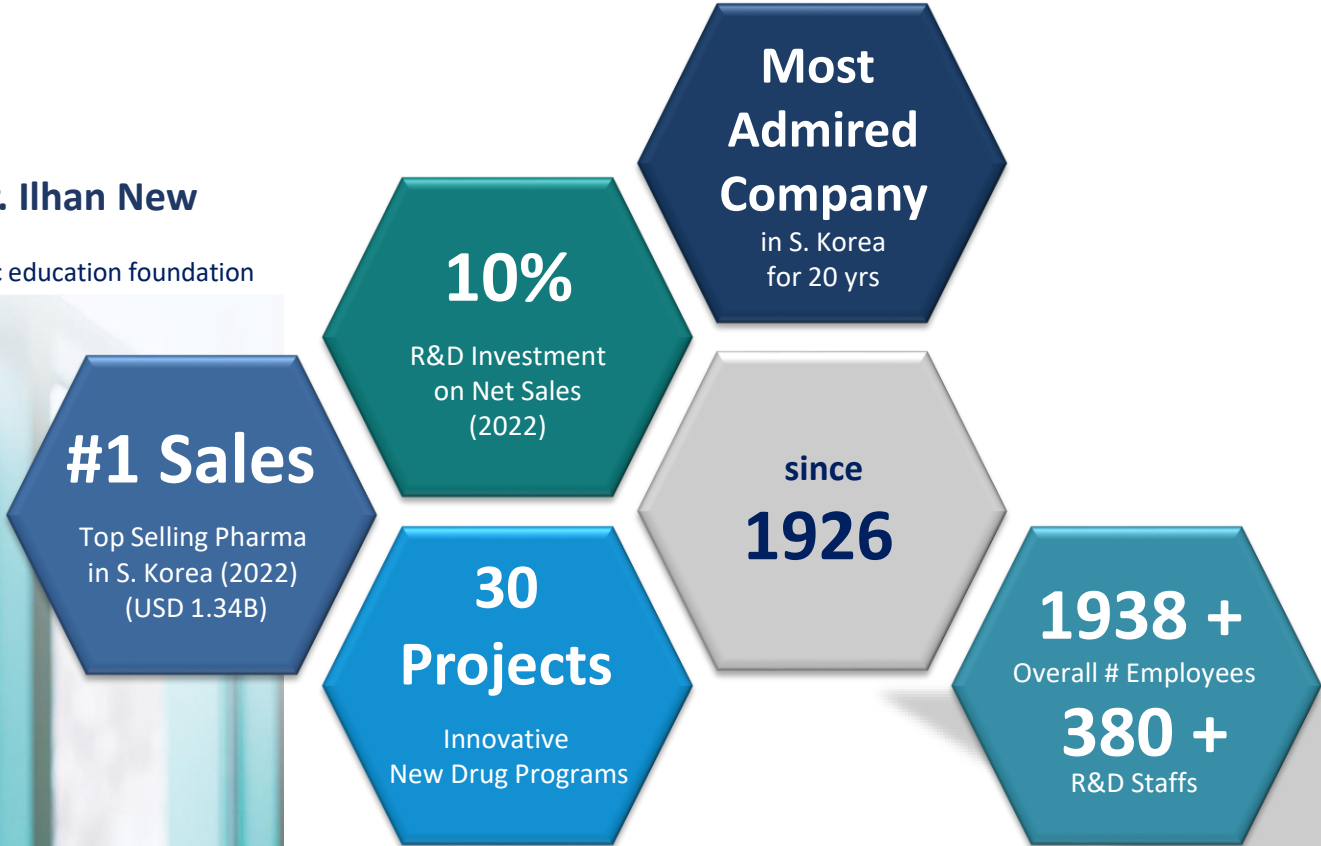 Ilhan New
education foundation
#1 Sales
Top Selling Pharma
in S. Korea (2022)
(USD 1.34B)
10%
R&D Investment
on Net Sales
(2022)
30
Projects
Innovative
New Drug Programs
Most
Admired
Company
in S. Korea
for 20 yrs
since
1926
1938 +
Overall # Employees
380 +
R&D Staffs